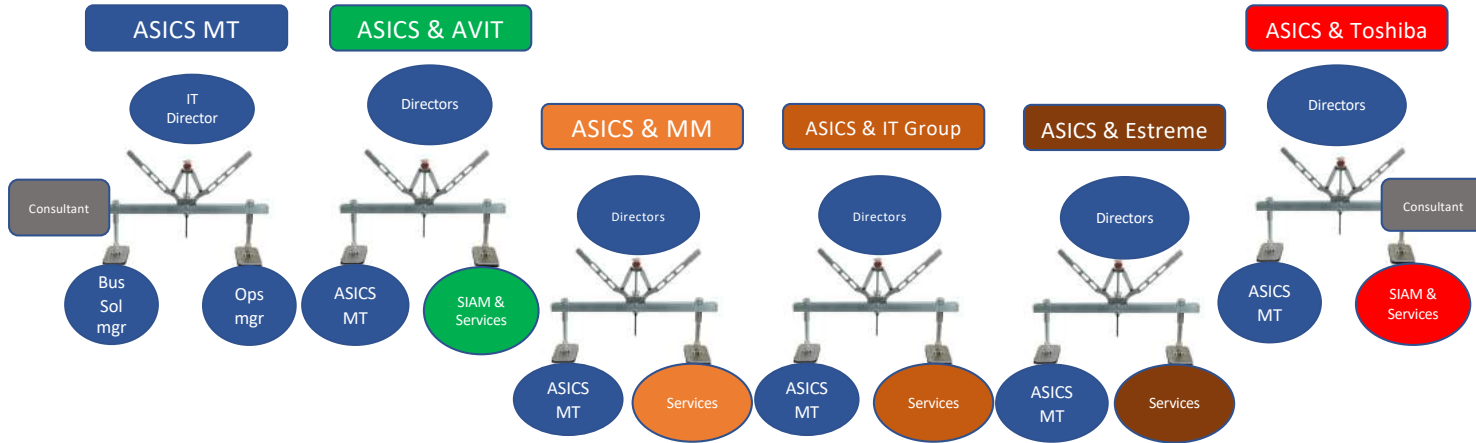 ASICS MT
ASICS & AVIT
ASICS & Toshiba
IT
Director
Directors
Directors
ASICS & MM
ASICS & IT Group
ASICS & Estreme
Consultant
Directors
Directors
Directors
Consultant
Bus
Sol
mgr
Ops
mgr
ASICS
MT
SIAM &
Services
ASICS
MT
SIAM &
Services
ASICS
MT
Services
ASICS
MT
Services
ASICS
MT
Services